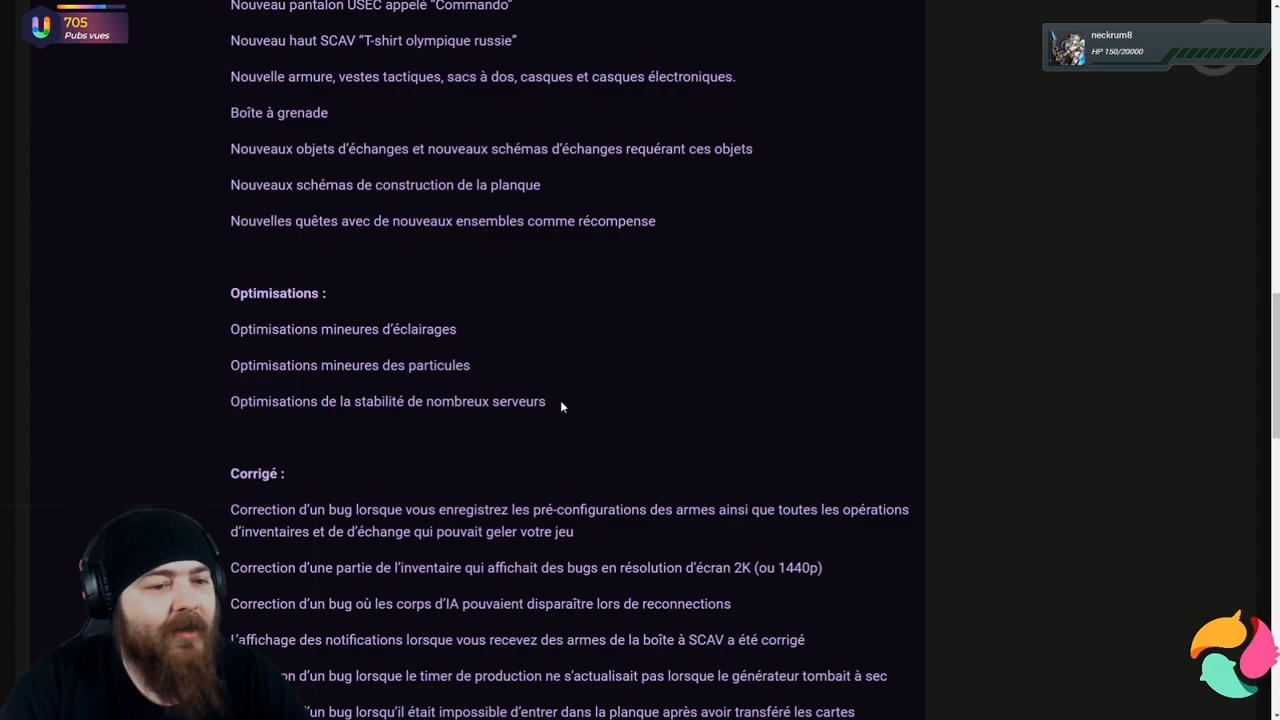 Nouveau pantalon USEC appelé “Commando”
705
Pubs vues
neckrum8
HP 150/20000
Nouveau haut SCAV “T-shirt olympique russie”
Nouvelle armure, vestes tactiques, sacs à dos, casques et casques électroniques.
Boîte à grenade
Nouveaux objets d’échanges et nouveaux schémas d’échanges requérant ces objets
Nouveaux schémas de construction de la planque
Nouvelles quêtes avec de nouveaux ensembles comme récompense
Optimisations :
Optimisations mineures d’éclairages
Optimisations mineures des particules
Optimisations de la stabilité de nombreux serveurs
Corrigé :
Correction d’un bug lorsque vous enregistrez les pré-configurations des armes ainsi que toutes les opérations
d’inventaires et de d’échange qui pouvait geler votre jeu
Correction d’une partie de l’inventaire qui affichait des bugs en résolution d’écran 2K (ou 1440p)
Correction d’un bug où les corps d’IA pouvaient disparaître lors de reconnections
L’affichage des notifications lorsque vous recevez des armes de la boîte à SCAV a été corrigé
d’un bug lorsque le timer de production ne s'actualisait pas lorsque le générateur tombait à sec
d’un bug lorsqu’il était impossible d’entrer dans la planque après avoir transféré les cartes